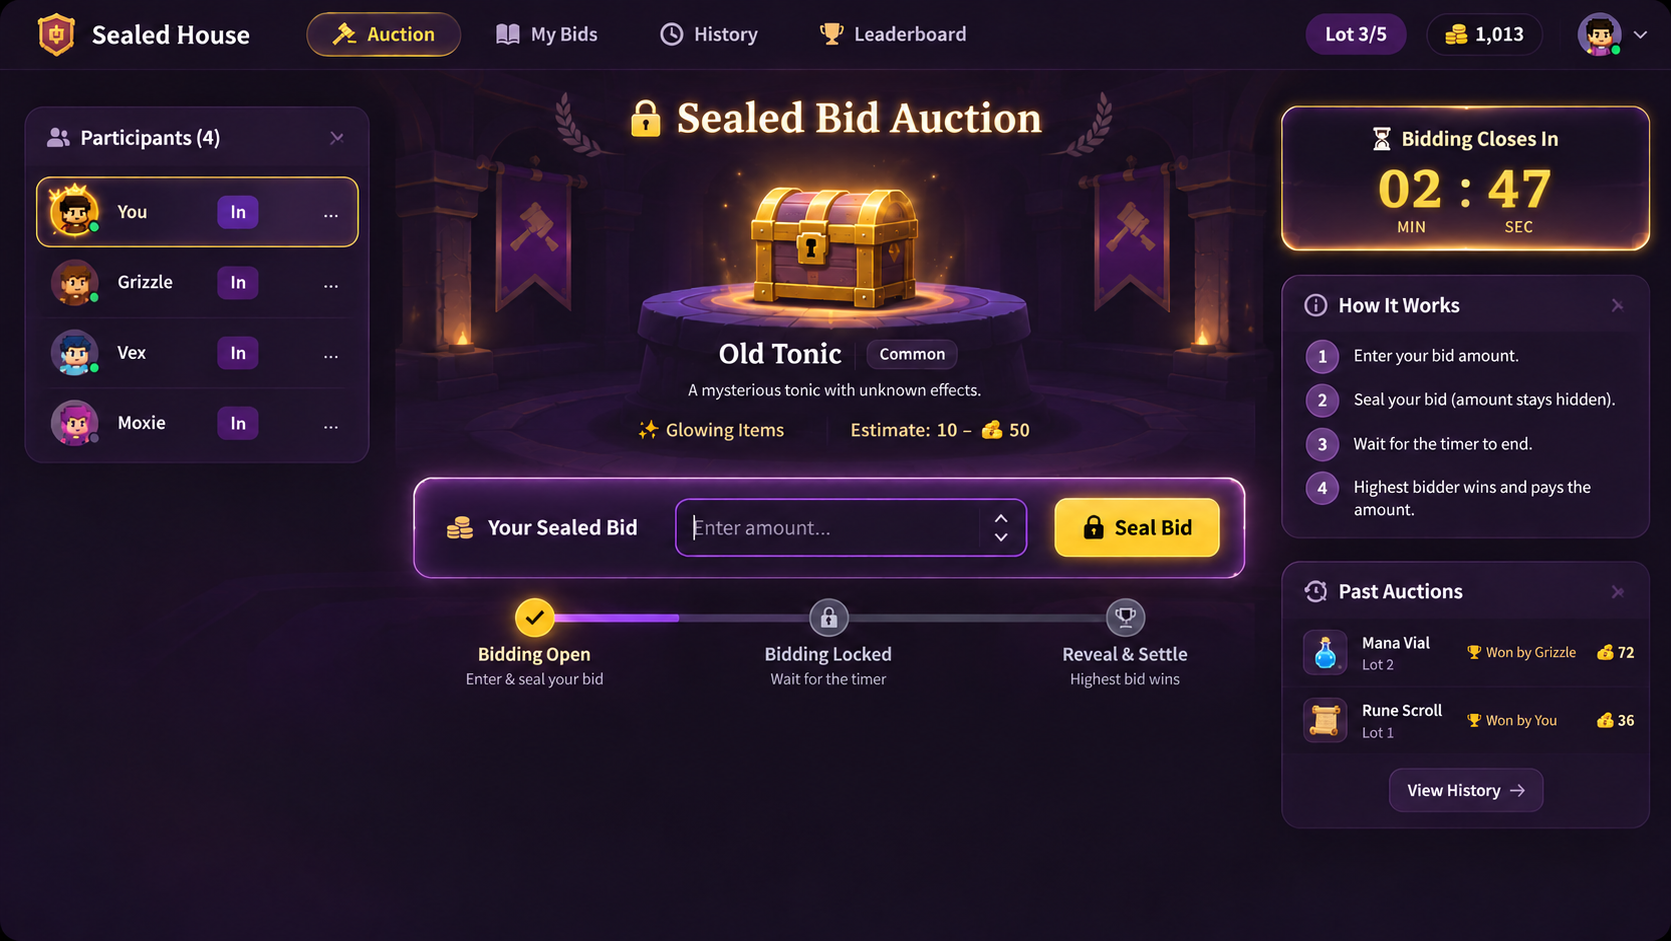 Sealed House
Auction
My Bids
History
Leaderboard
Lot 3/5
1,013
Participants (4)
You
In
...
Grizzle
In
...
Vex
In
...
Moxie
In
...
Sealed Bid Auction
Old Tonic
Common
A mysterious tonic with unknown effects.
Glowing Items
Estimate: 10 – 50
Your Sealed Bid
Enter amount...
Seal Bid
Bidding Open
Enter & seal your bid
Bidding Locked
Wait for the timer
Reveal & Settle
Highest bid wins
Bidding Closes In
02 : 47
MIN SEC
How It Works
1 Enter your bid amount.
2 Seal your bid (amount stays hidden).
3 Wait for the timer to end.
4 Highest bidder wins and pays the
amount.
Past Auctions
Mana Vial
Lot 2
Won by Grizzle
72
Rune Scroll
Lot 1
Won by You
36
View History →